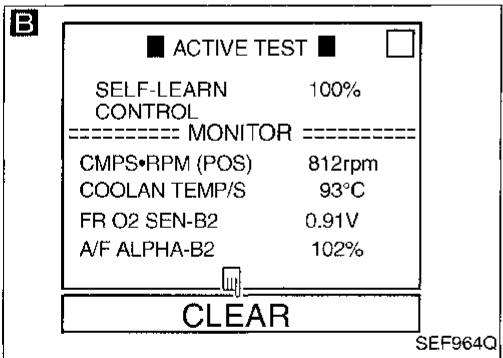 B
■ ACTIVE TEST ■
SELF-LEARN 100%
CONTROL
========= MONITOR =========
CMPS•RPM (POS) 812rpm
COOLAN TEMP/S 93°C
FR O2 SEN-B2 0.91V
A/F ALPHA-B2 102%
CLEAR
SEF964Q